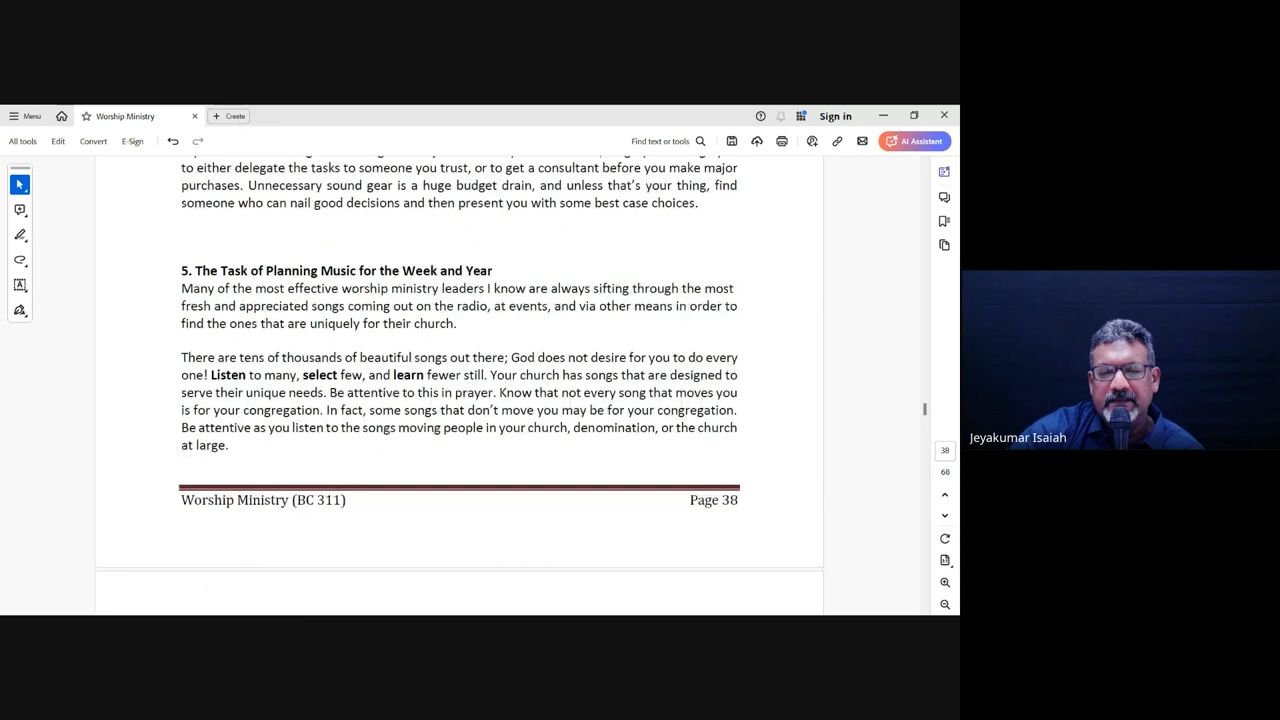 Menu
Worship Ministry
Create
Sign in
All tools
Edit
Convert
E-Sign
Find text or tools
AI Assistant
to either delegate the tasks to someone you trust, or to get a consultant before you make major
purchases. Unnecessary sound gear is a huge budget drain, and unless that's your thing, find
someone who can nail good decisions and then present you with some best case choices.
5. The Task of Planning Music for the Week and Year
Many of the most effective worship ministry leaders I know are always sifting through the most
fresh and appreciated songs coming out on the radio, at events, and via other means in order to
find the ones that are uniquely for their church.
There are tens of thousands of beautiful songs out there; God does not desire for you to do every
one! Listen to many, select few, and learn fewer still. Your church has songs that are designed to
serve their unique needs. Be attentive to this in prayer. Know that not every song that moves you
is for your congregation. In fact, some songs that don't move you may be for your congregation.
Be attentive as you listen to the songs moving people in your church, denomination, or the church
at large.
Worship Ministry (BC 311)
Page 38
38
68
Jeyakumar Isaiah